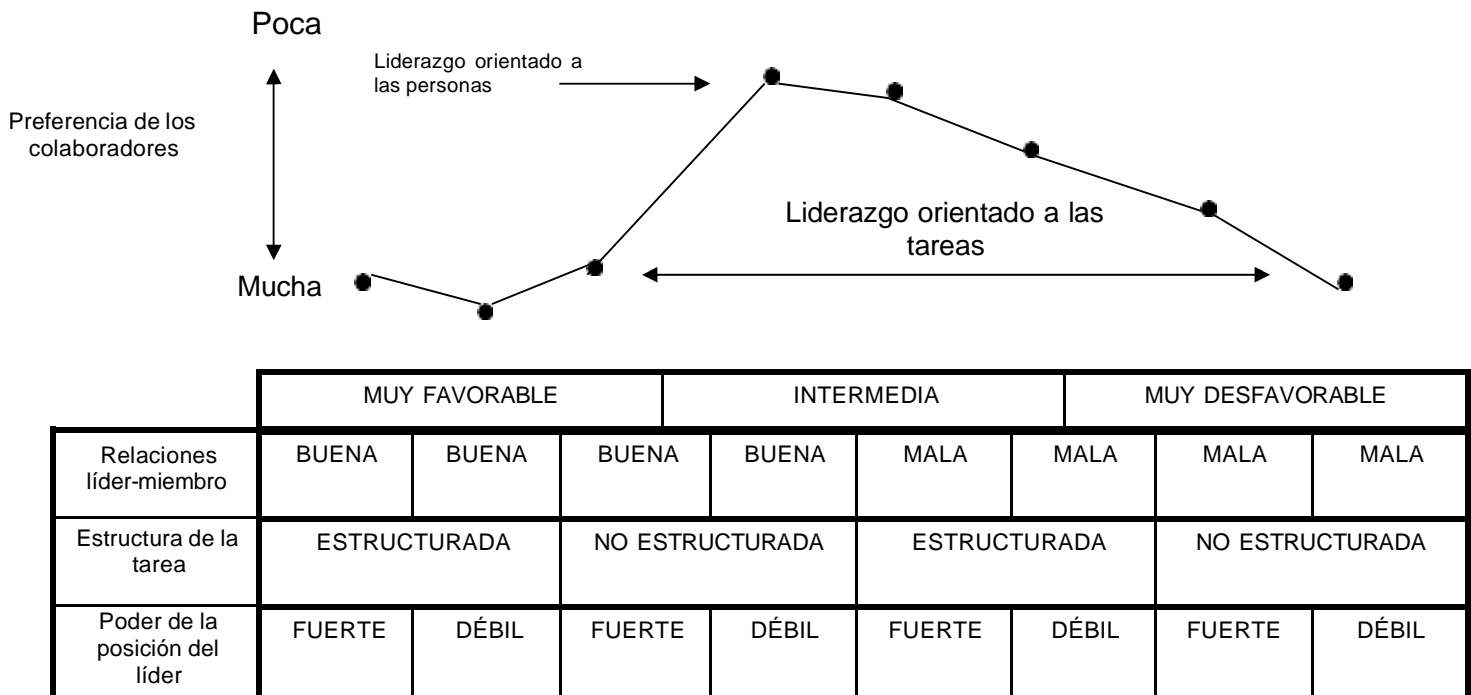 Poca
Liderazgo orientado a
las personas
Preferencia de los
colaboradores
Liderazgo orientado a las
tareas
Mucha
MUY FAVORABLE INTERMEDIA MUY DESFAVORABLE
Relaciones
líder-miembro
BUENA BUENA BUENA BUENA MALA MALA MALA MALA
Estructura de la
tarea
ESTRUCTURADA NO ESTRUCTURADA ESTRUCTURADA NO ESTRUCTURADA
Poder de la
posición del
líder
FUERTE DÉBIL FUERTE DÉBIL FUERTE DÉBIL FUERTE DÉBIL